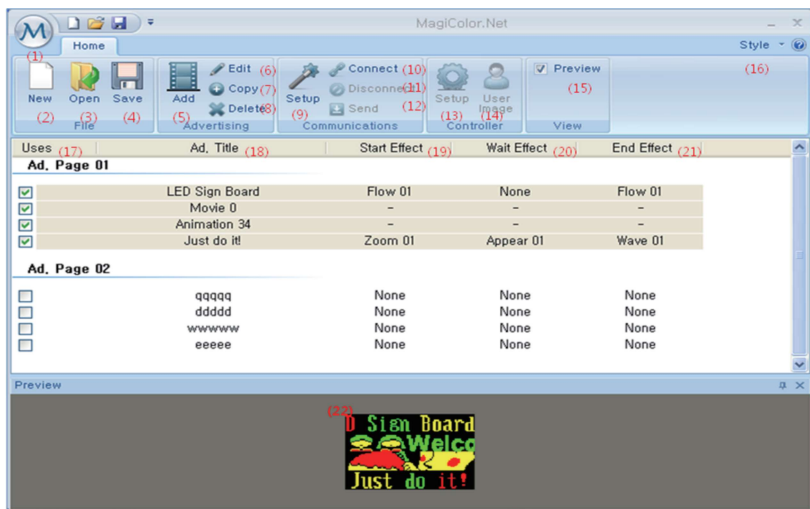 MagiColor.Net
M
Home
Style
(1)
(16)
New
Open
Save
Add
Edit (6)
Copy (7)
Delete (8)
Setup
Connect (10)
Disconnect (11)
Send (12)
Setup
User Image
Preview
(15)
(2) (3) (4) (5) (9) (13) (14)
File
Advertising
Communications
Controller
View
Uses (17) Ad. Title (18) Start Effect (19) Wait Effect (20) End Effect (21)
Ad. Page 01
LED Sign Board Flow 01 None Flow 01
Movie 0 - - -
Animation 34 - - -
Just do it! Zoom 01 Appear 01 Wave 01
Ad. Page 02
qqqqq None None None
ddddd None None None
wwwww None None None
eeeee None None None
Preview
(22)
D Sign Board
Welco
Just do it!